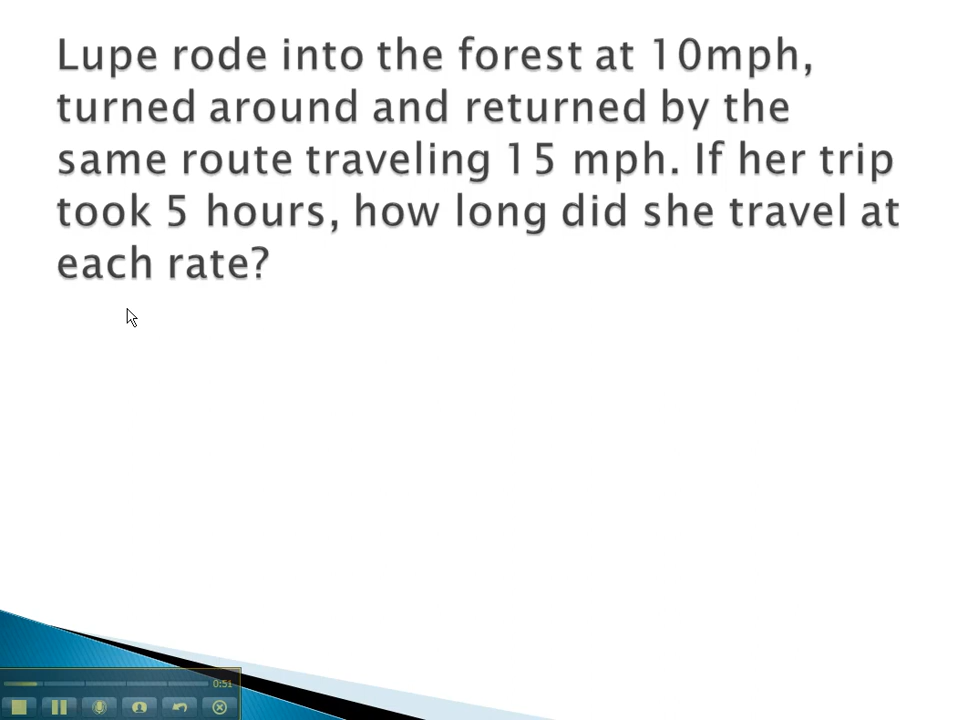 Lupe rode into the forest at 10mph,
turned around and returned by the
same route traveling 15 mph. If her trip
took 5 hours, how long did she travel at
each rate?
0:51